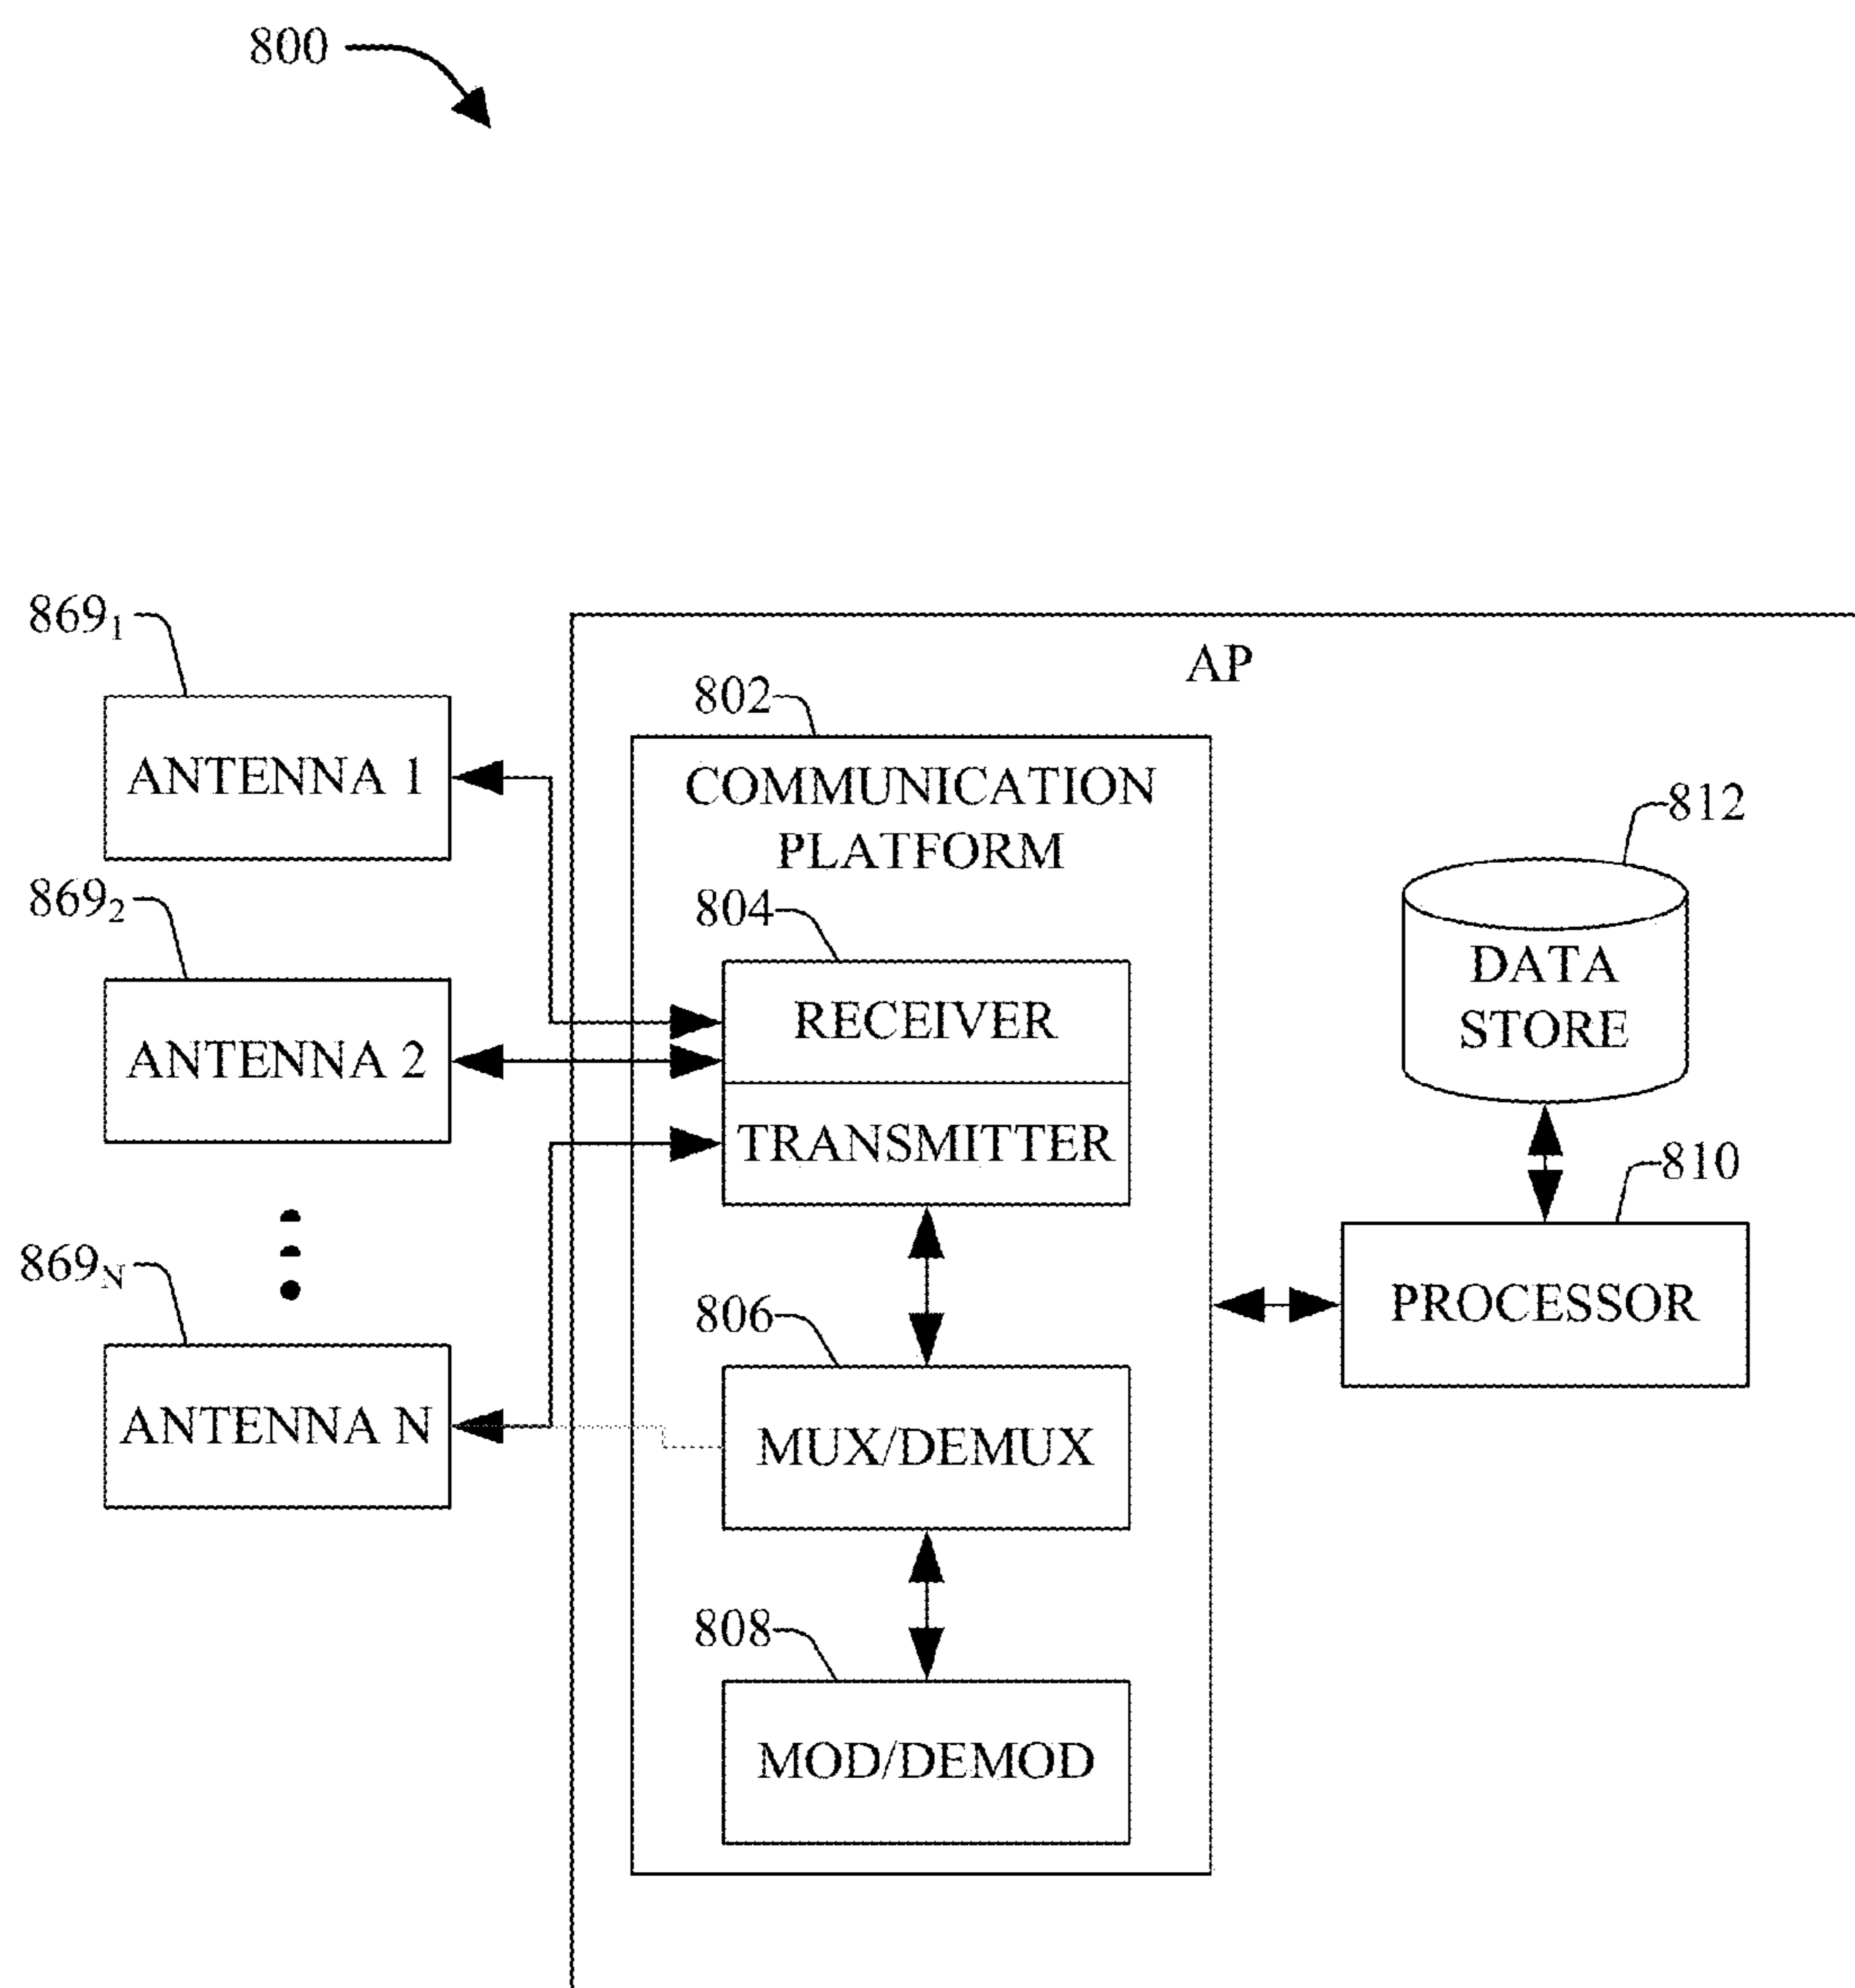 800
869₁
AP
802
ANTENNA 1
COMMUNICATION
PLATFORM
812
869₂
804
DATA
STORE
RECEIVER
ANTENNA 2
TRANSMITTER
810
869_N
806
PROCESSOR
ANTENNA N
MUX/DEMUX
808
MOD/DEMOD